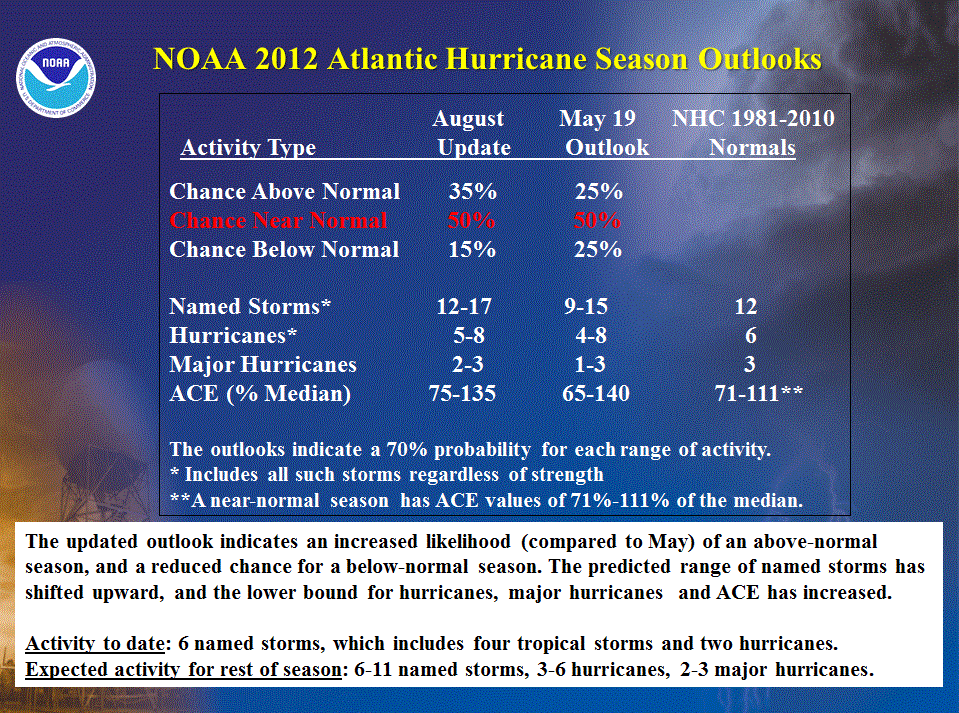 NOAA 2012 Atlantic Hurricane Season Outlooks
NATIONAL OCEANIC AND ATMOSPHERIC ADMINISTRATION
NOAA
U.S. DEPARTMENT OF COMMERCE
August May 19 NHC 1981-2010
Activity Type Update Outlook Normals
Chance Above Normal 35% 25%
Chance Near Normal 50% 50%
Chance Below Normal 15% 25%
Named Storms* 12-17 9-15 12
Hurricanes* 5-8 4-8 6
Major Hurricanes 2-3 1-3 3
ACE (% Median) 75-135 65-140 71-111**
The outlooks indicate a 70% probability for each range of activity.
* Includes all such storms regardless of strength
**A near-normal season has ACE values of 71%-111% of the median.
The updated outlook indicates an increased likelihood (compared to May) of an above-normal
season, and a reduced chance for a below-normal season. The predicted range of named storms has
shifted upward, and the lower bound for hurricanes, major hurricanes and ACE has increased.
Activity to date: 6 named storms, which includes four tropical storms and two hurricanes.
Expected activity for rest of season: 6-11 named storms, 3-6 hurricanes, 2-3 major hurricanes.